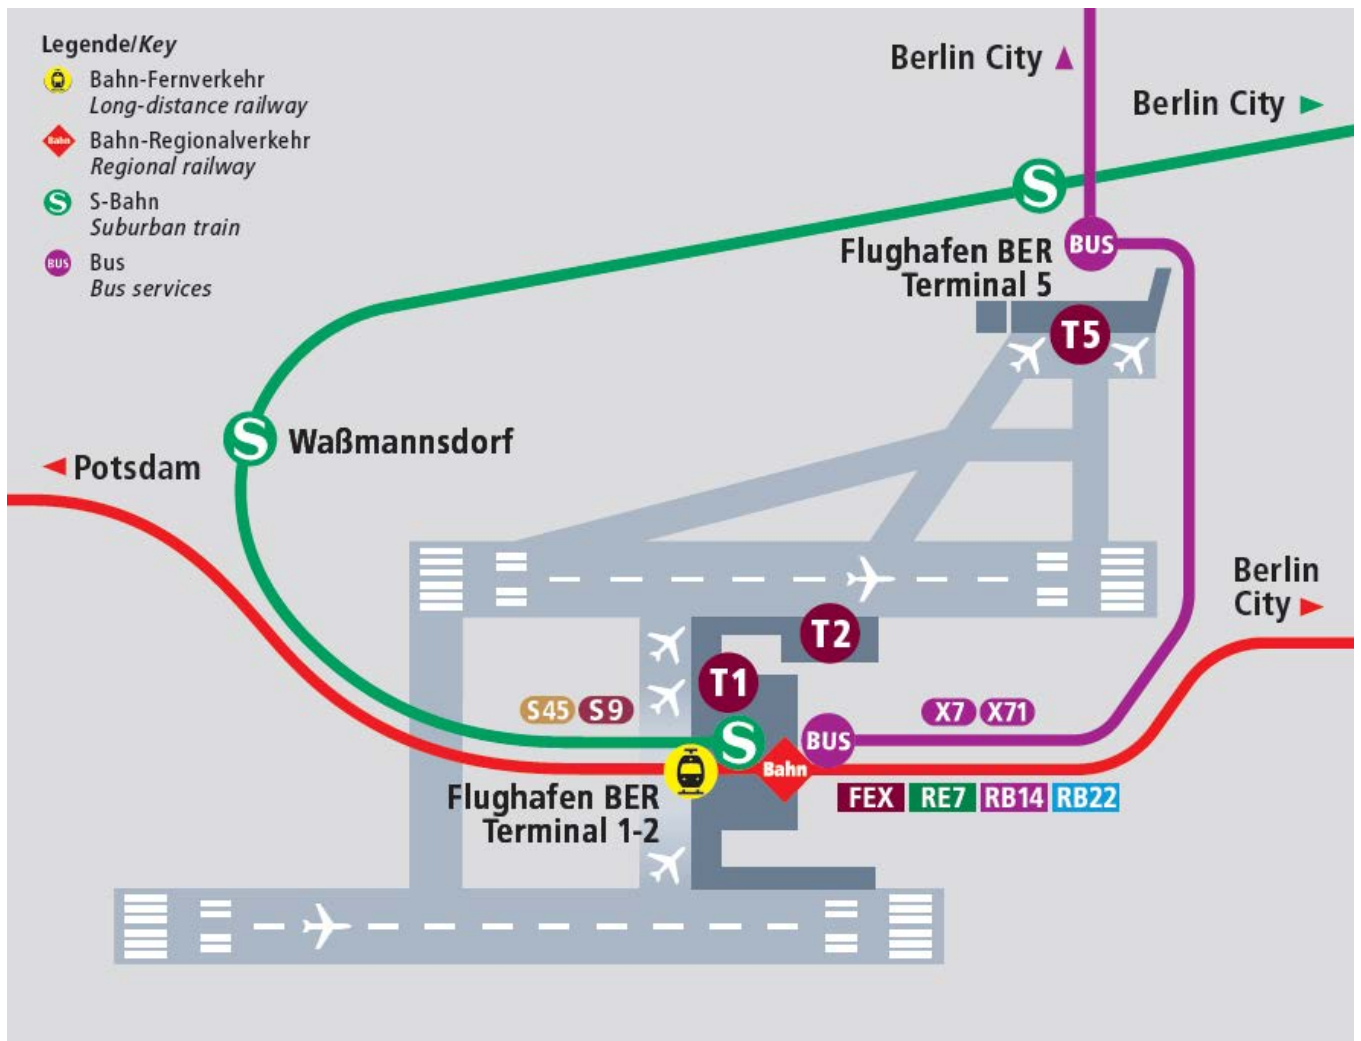 Legende/Key
Bahn-Fernverkehr
Long-distance railway
Bahn
Bahn-Regionalverkehr
Regional railway
S
S-Bahn
Suburban train
BUS
Bus
Bus services
Berlin City
Berlin City
S
BUS
Flughafen BER
Terminal 5
T5
S
Waßmannsdorf
Potsdam
Berlin
City
T2
T1
S45 S9
X7 X71
S
BUS
Bahn
Flughafen BER
Terminal 1-2
FEX RE7 RB14 RB22